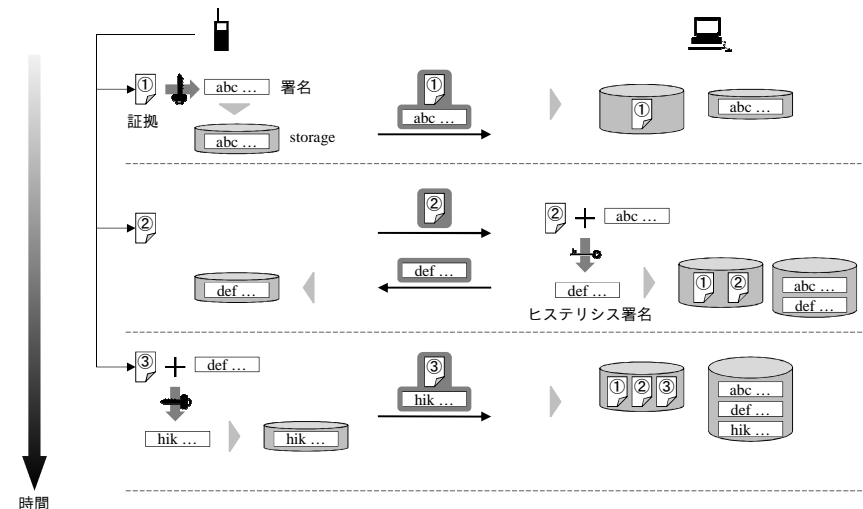 ① abc … 署名 ① abc … ① abc …
証拠
abc … storage
② ② ② abc …
def … def … def … ① ② abc … def …
ヒステリシス署名
③ def … ③ hik … ① ② ③ abc … def … hik …
hik … hik …
時間